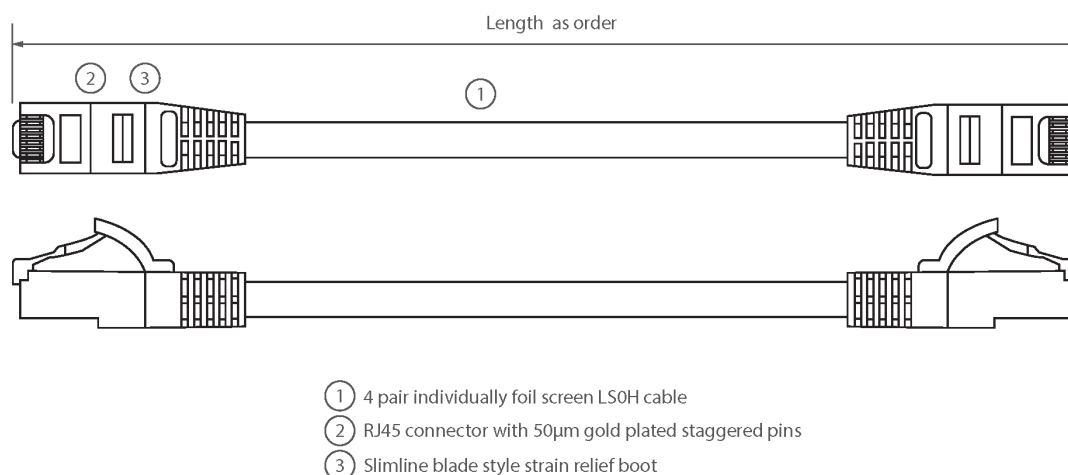 Length as order
2 3 1
1 4 pair individually foil screen LS0H cable
2 RJ45 connector with 50µm gold plated staggered pins
3 Slimline blade style strain relief boot